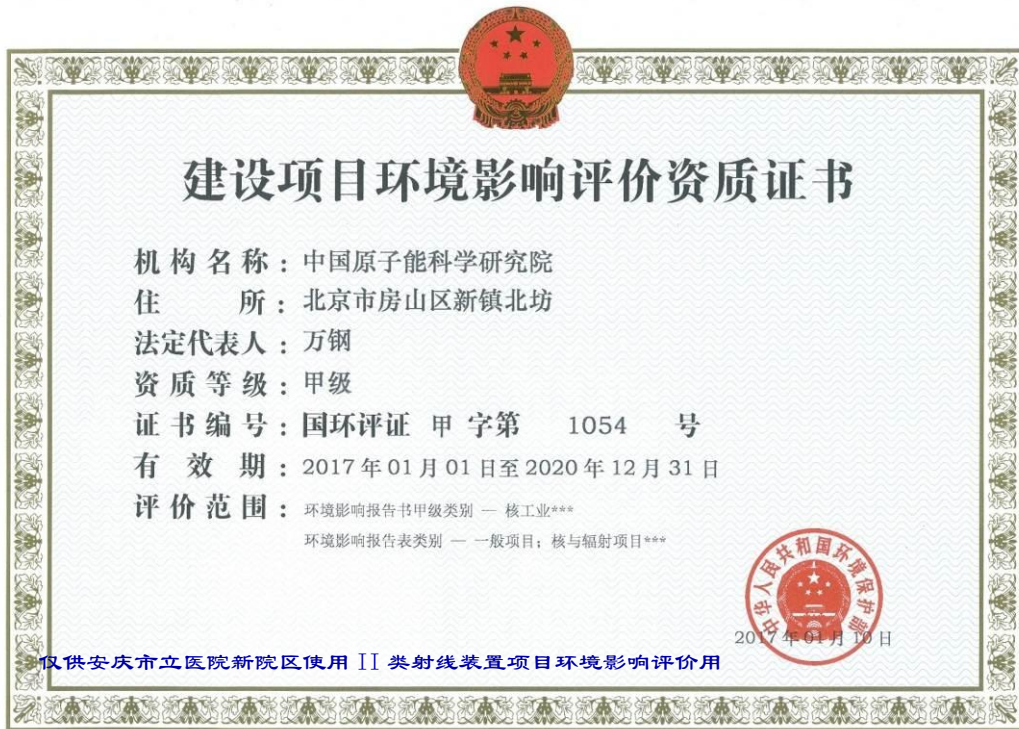 建设项目环境影响评价资质证书
机构名称：中国原子能科学研究院
住　　所：北京市房山区新镇北坊
法定代表人：万钢
资质等级：甲级
证书编号：国环评证 甲 字第 1054 号
有 效 期：2017年01月01日至2020年12月31日
评价范围：环境影响报告书甲级类别 — 核工业***
环境影响报告表类别 — 一般项目；核与辐射项目***
中华人民共和国环境保护部
2017年01月10日
仅供安庆市立医院新院区使用 II 类射线装置项目环境影响评价用